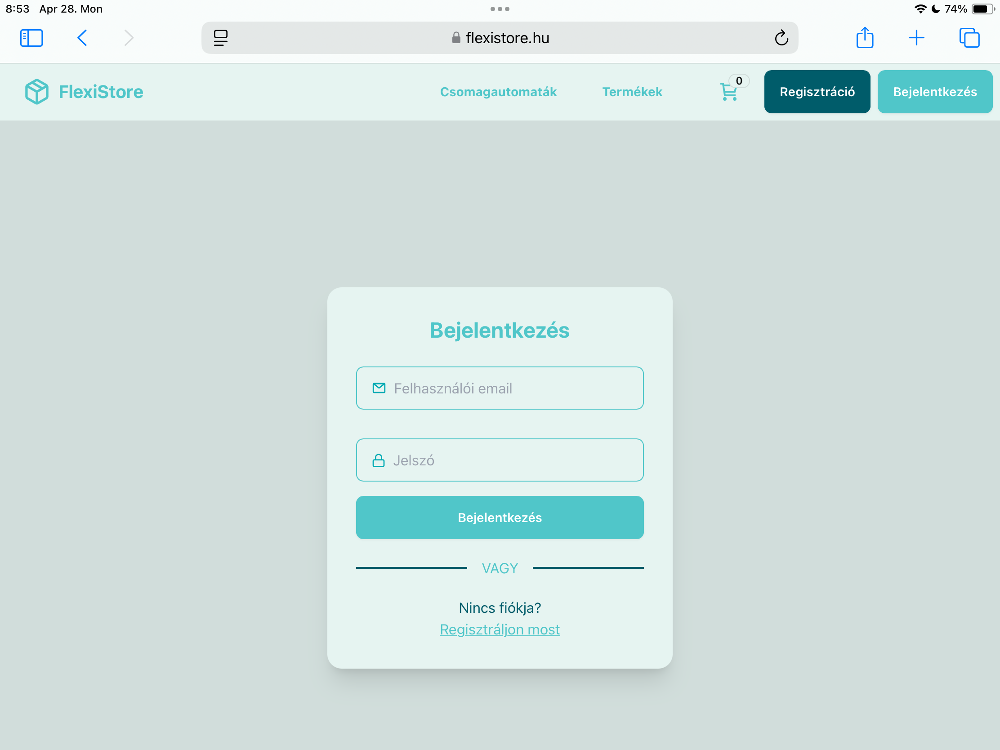 8:53 Apr 28. Mon
74%
flexistore.hu
FlexiStore
Csomagautomaták
Termékek
0
Regisztráció
Bejelentkezés
Bejelentkezés
Felhasználói email
Jelszó
Bejelentkezés
VAGY
Nincs fiókja?
Regisztráljon most